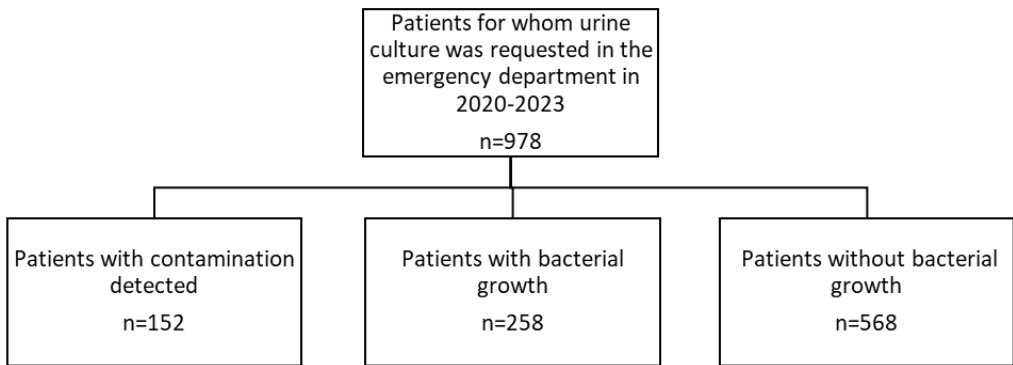 Patients for whom urine
culture was requested in the
emergency department in
2020-2023
n=978
Patients with contamination
detected
n=152
Patients with bacterial
growth
n=258
Patients without bacterial
growth
n=568